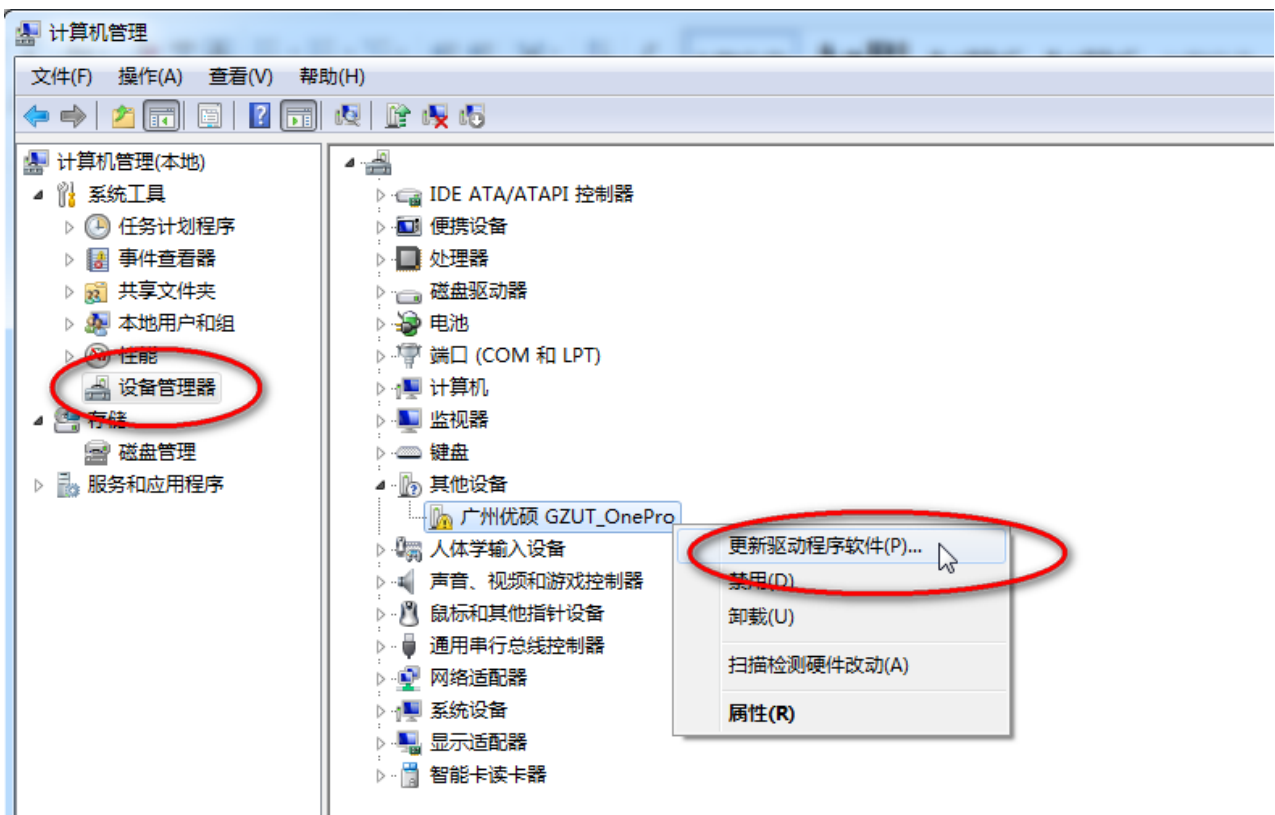 计算机管理
文件(F) 操作(A) 查看(V) 帮助(H)
计算机管理(本地)
系统工具
任务计划程序
事件查看器
共享文件夹
本地用户和组
性能
设备管理器
存储
磁盘管理
服务和应用程序
IDE ATA/ATAPI 控制器
便携设备
处理器
磁盘驱动器
电池
端口 (COM 和 LPT)
计算机
监视器
键盘
其他设备
广州优硕 GZUT_OnePro
人体学输入设备
声音、视频和游戏控制器
鼠标和其他指针设备
通用串行总线控制器
网络适配器
系统设备
显示适配器
智能卡读卡器
更新驱动程序软件(P)...
禁用(D)
卸载(U)
扫描检测硬件改动(A)
属性(R)